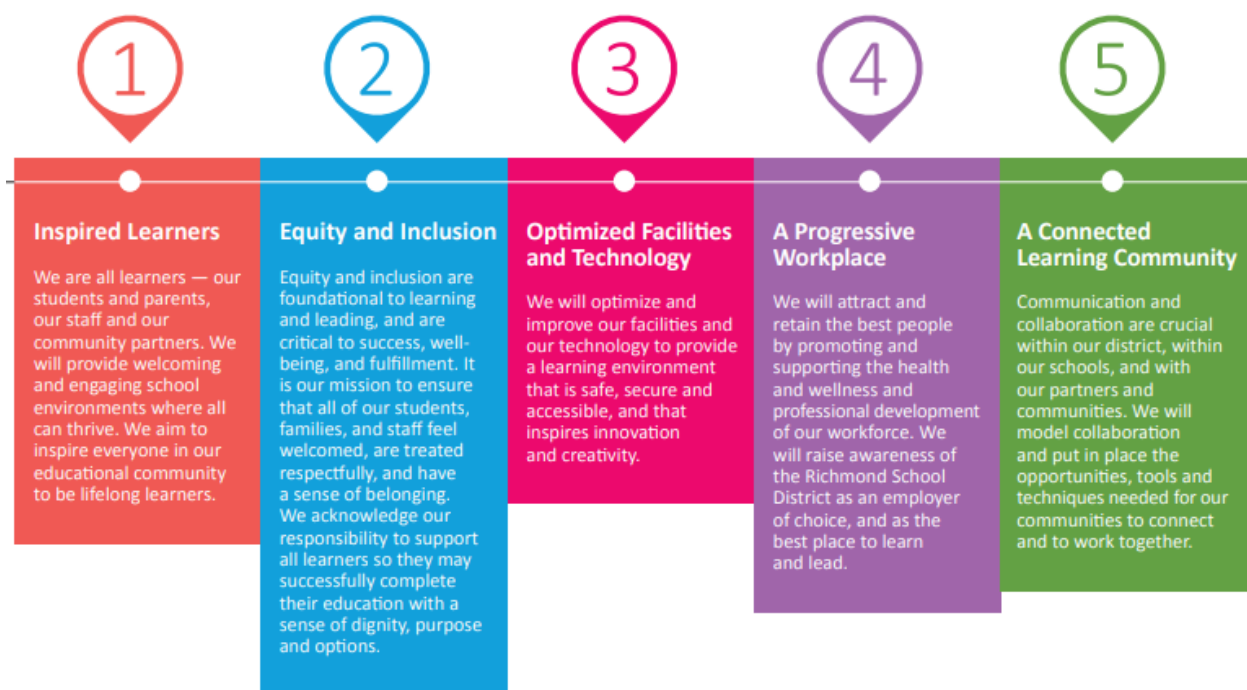 1
Inspired Learners
We are all learners — our
students and parents,
our staff and our
community partners. We
will provide welcoming
and engaging school
environments where all
can thrive. We aim to
inspire everyone in our
educational community
to be lifelong learners.
2
Equity and Inclusion
Equity and inclusion are
foundational to learning
and leading, and are
critical to success, well-
being, and fulfillment. It
is our mission to ensure
that all of our students,
families, and staff feel
welcomed, are treated
respectfully, and have
a sense of belonging.
We acknowledge our
responsibility to support
all learners so they may
successfully complete
their education with a
sense of dignity, purpose
and options.
3
Optimized Facilities
and Technology
We will optimize and
improve our facilities and
our technology to provide
a learning environment
that is safe, secure and
accessible, and that
inspires innovation
and creativity.
4
A Progressive
Workplace
We will attract and
retain the best people
by promoting and
supporting the health
and wellness and
professional development
of our workforce. We
will raise awareness of
the Richmond School
District as an employer
of choice, and as the
best place to learn
and lead.
5
A Connected
Learning Community
Communication and
collaboration are crucial
within our district, within
our schools, and with
our partners and
communities. We will
model collaboration
and put in place the
opportunities, tools and
techniques needed for our
communities to connect
and to work together.